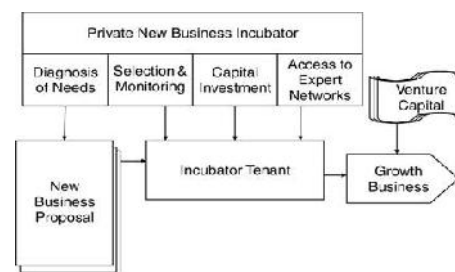 Private New Business Incubator
Diagnosis
of Needs
Selection &
Monitoring
Capital
Investment
Access to
Expert
Networks
Venture
Capital
New
Business
Proposal
Incubator Tenant
Growth
Business